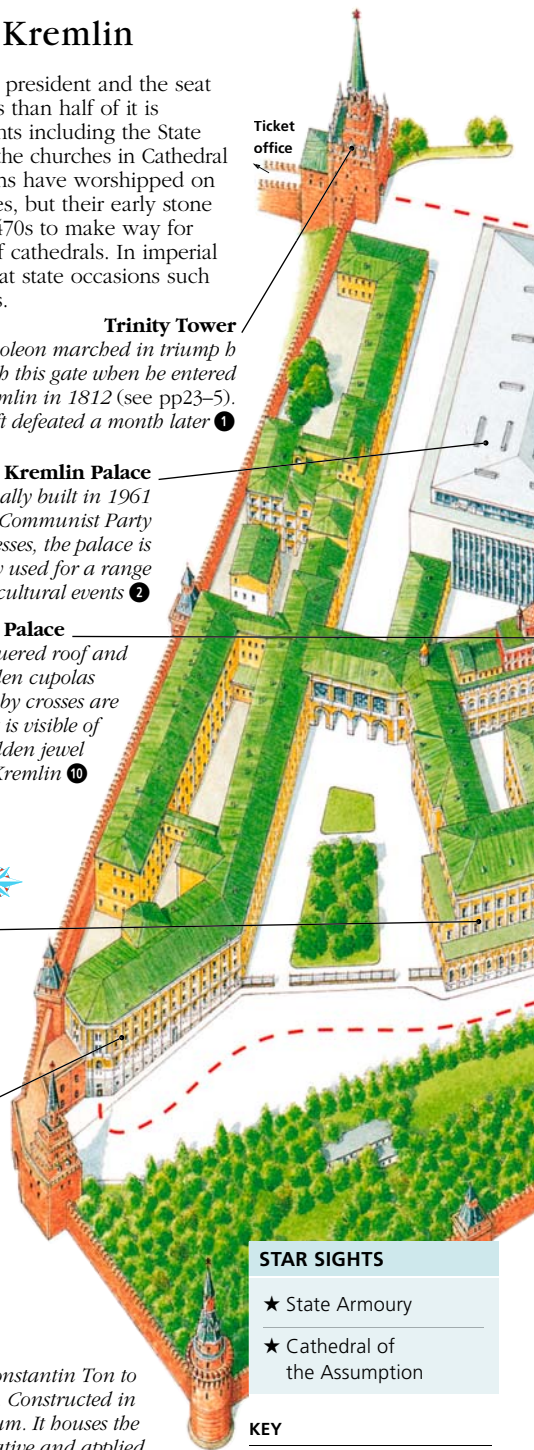 Kremlin
president and the seat
s than half of it is
nts including the State
the churches in Cathedral
ns have worshipped on
es, but their early stone
470s to make way for
f cathedrals. In imperial
at state occasions such
s.
Ticket
office
Trinity Tower
oleon marched in triump h
h this gate when he entered
mlin in 1812 (see pp23–5).
ft defeated a month later 1
Kremlin Palace
ally built in 1961
Communist Party
esses, the palace is
y used for a range
cultural events 2
Palace
uered roof and
den cupolas
by crosses are
is visible of
lden jewel
Kremlin 10
STAR SIGHTS
★ State Armoury
★ Cathedral of
the Assumption
KEY
onstantin Ton to
. Constructed in
um. It houses the
ative and applied